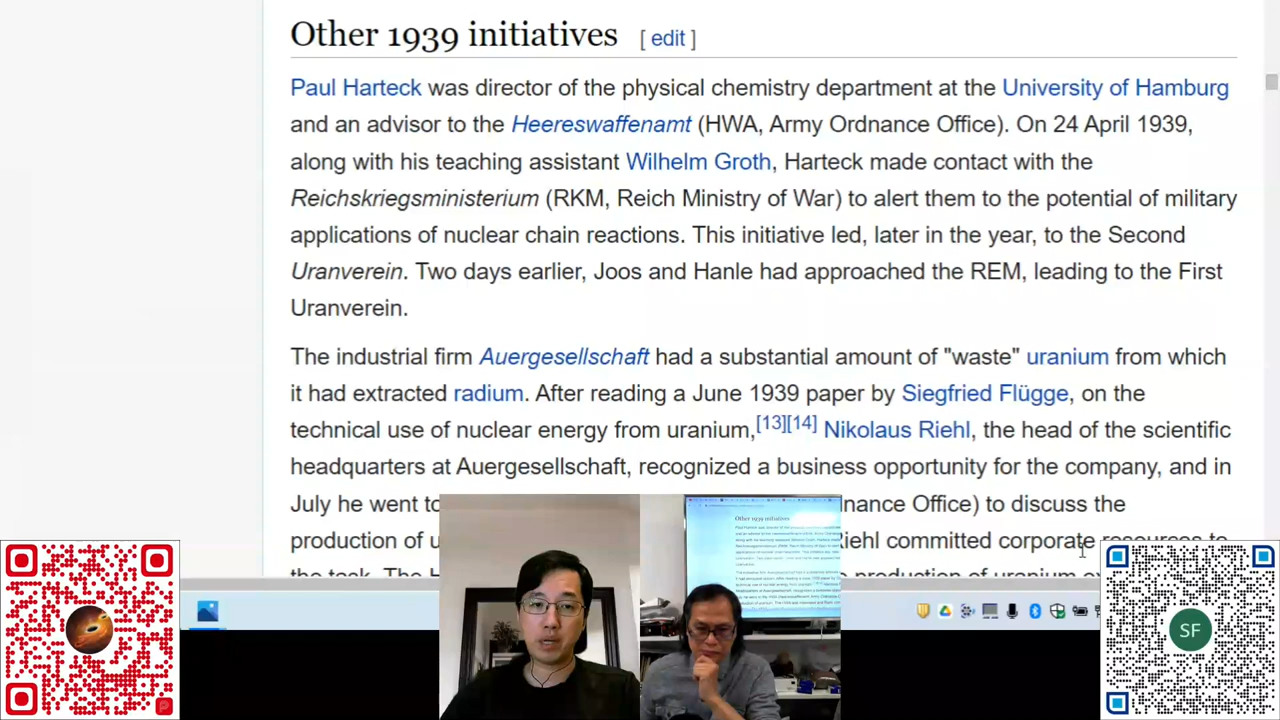 Other 1939 initiatives [ edit ]
Paul Harteck was director of the physical chemistry department at the University of Hamburg
and an advisor to the Heereswaffenamt (HWA, Army Ordnance Office). On 24 April 1939,
along with his teaching assistant Wilhelm Groth, Harteck made contact with the
Reichskriegsministerium (RKM, Reich Ministry of War) to alert them to the potential of military
applications of nuclear chain reactions. This initiative led, later in the year, to the Second
Uranverein. Two days earlier, Joos and Hanle had approached the REM, leading to the First
Uranverein.
The industrial firm Auergesellschaft had a substantial amount of "waste" uranium from which
it had extracted radium. After reading a June 1939 paper by Siegfried Flügge, on the
technical use of nuclear energy from uranium,[13][14] Nikolaus Riehl, the head of the scientific
headquarters at Auergesellschaft, recognized a business opportunity for the company, and in
July he went to nance Office) to discuss the
production of u iehl committed corporate
production of
Other 1939 initiatives
SF